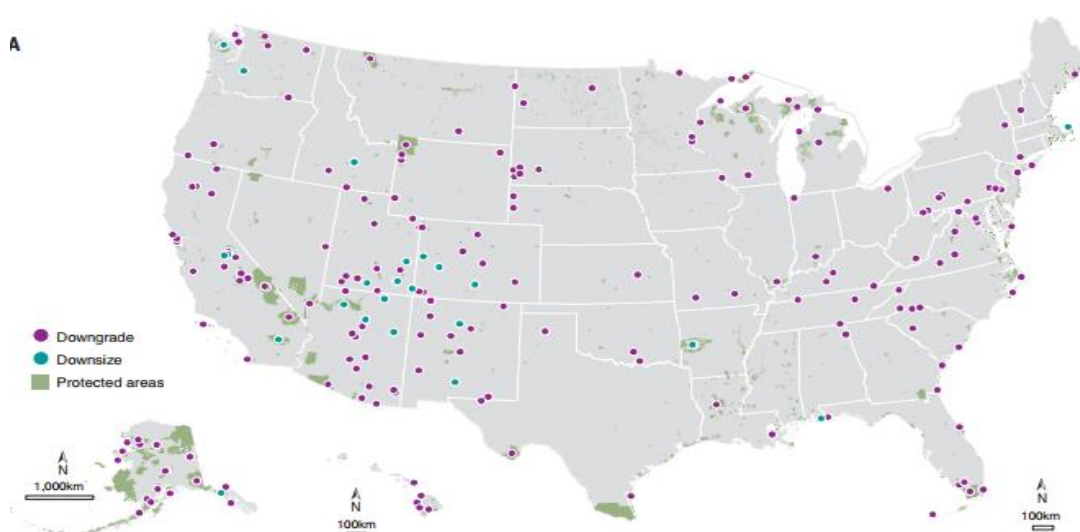 A
Downgrade
Downsize
Protected areas
N
1,000km
N
100km
N
100km